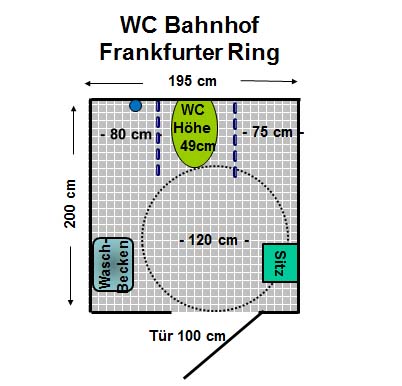 WC Bahnhof
Frankfurter Ring
195 cm
WC
Höhe
49cm
- 80 cm -
- 75 cm -
200 cm
- 120 cm -
Wasch-
Becken
Sitz
Tür 100 cm